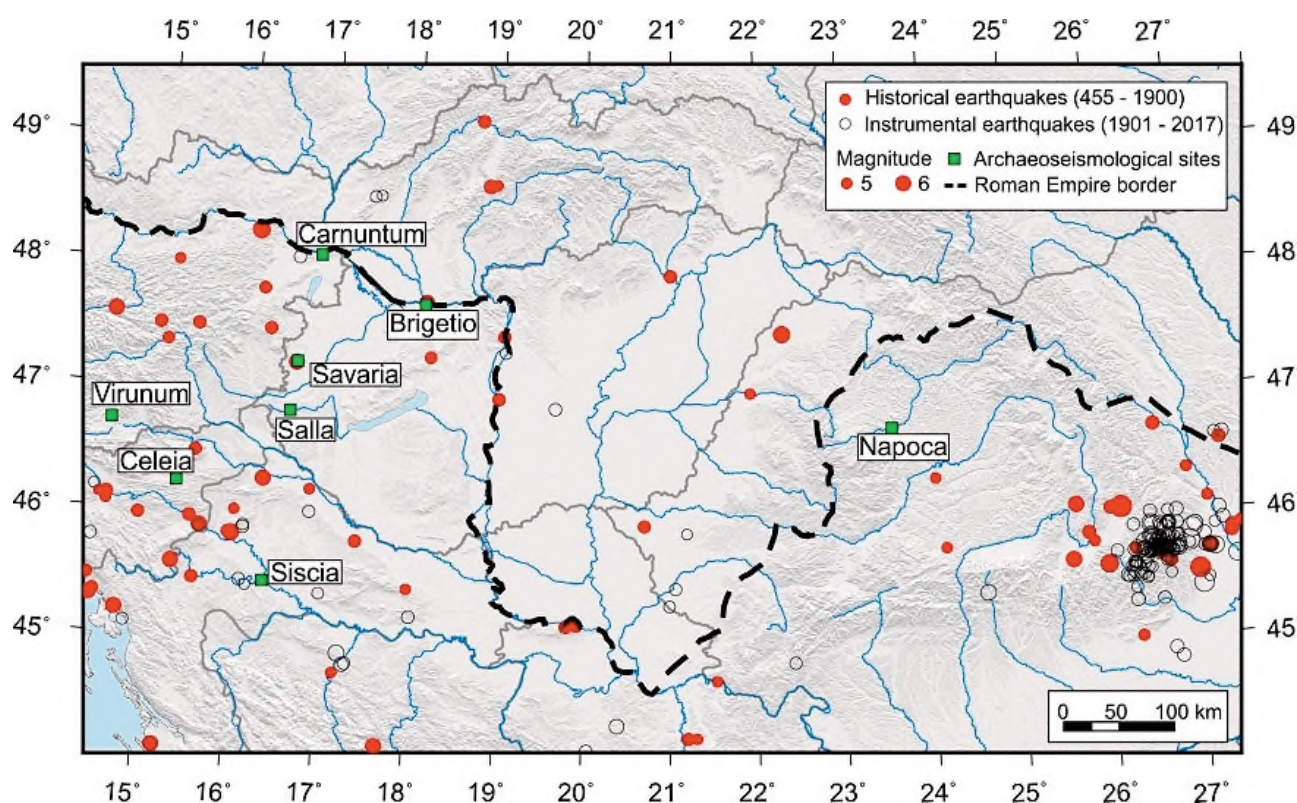 15° 16° 17° 18° 19° 20° 21° 22° 23° 24° 25° 26° 27°
Historical earthquakes (455 - 1900)
Instrumental earthquakes (1901 - 2017)
Magnitude Archaeoseismological sites
5 6 Roman Empire border
49° 49°
Carnuntum
48° 48°
Brigetio
47° 47°
Savaria
Virunum
Salla
Napoca
Celeia
46° 46°
Siscia
45° 45°
0 50 100 km
15° 16° 17° 18° 19° 20° 21° 22° 23° 24° 25° 26° 27°